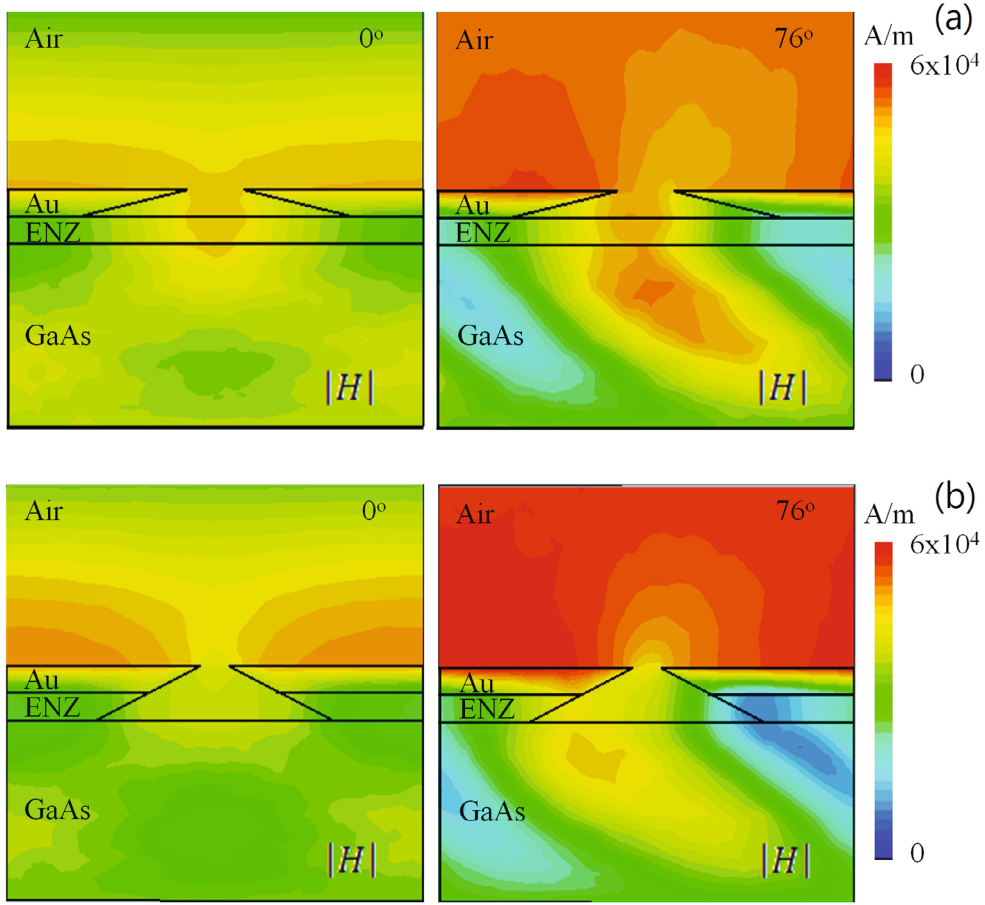 (a)
Air 0° Air 76° A/m
6x10⁴
Au Au
ENZ ENZ
GaAs GaAs
|H| |H| 0
(b)
Air 0° Air 76° A/m
6x10⁴
Au Au
ENZ ENZ
GaAs GaAs
|H| |H| 0